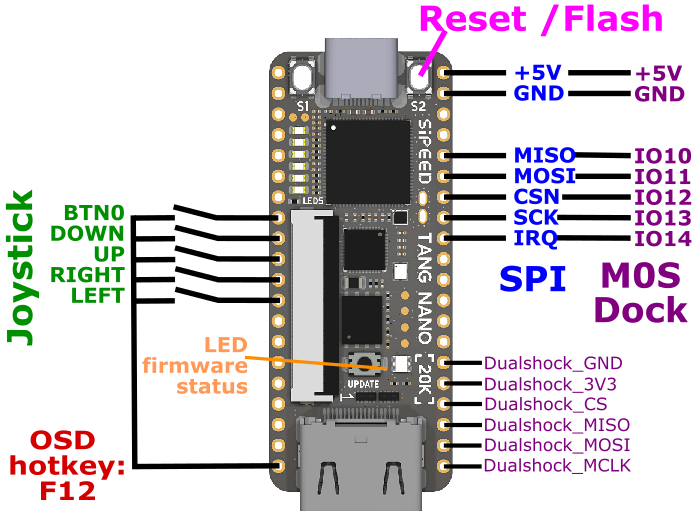 Reset /Flash
+5V +5V
GND GND
S1
S2
SiPEED
MISO IO10
MOSI IO11
CSN IO12
SCK IO13
IRQ IO14
LEDS
Joystick
BTN0
DOWN
UP
RIGHT
LEFT
TANG NANO
20K
SPI
M0S
Dock
LED
firmware
status
UPDATE
Dualshock_GND
Dualshock_3V3
Dualshock_CS
Dualshock_MISO
Dualshock_MOSI
Dualshock_MCLK
OSD
hotkey:
F12